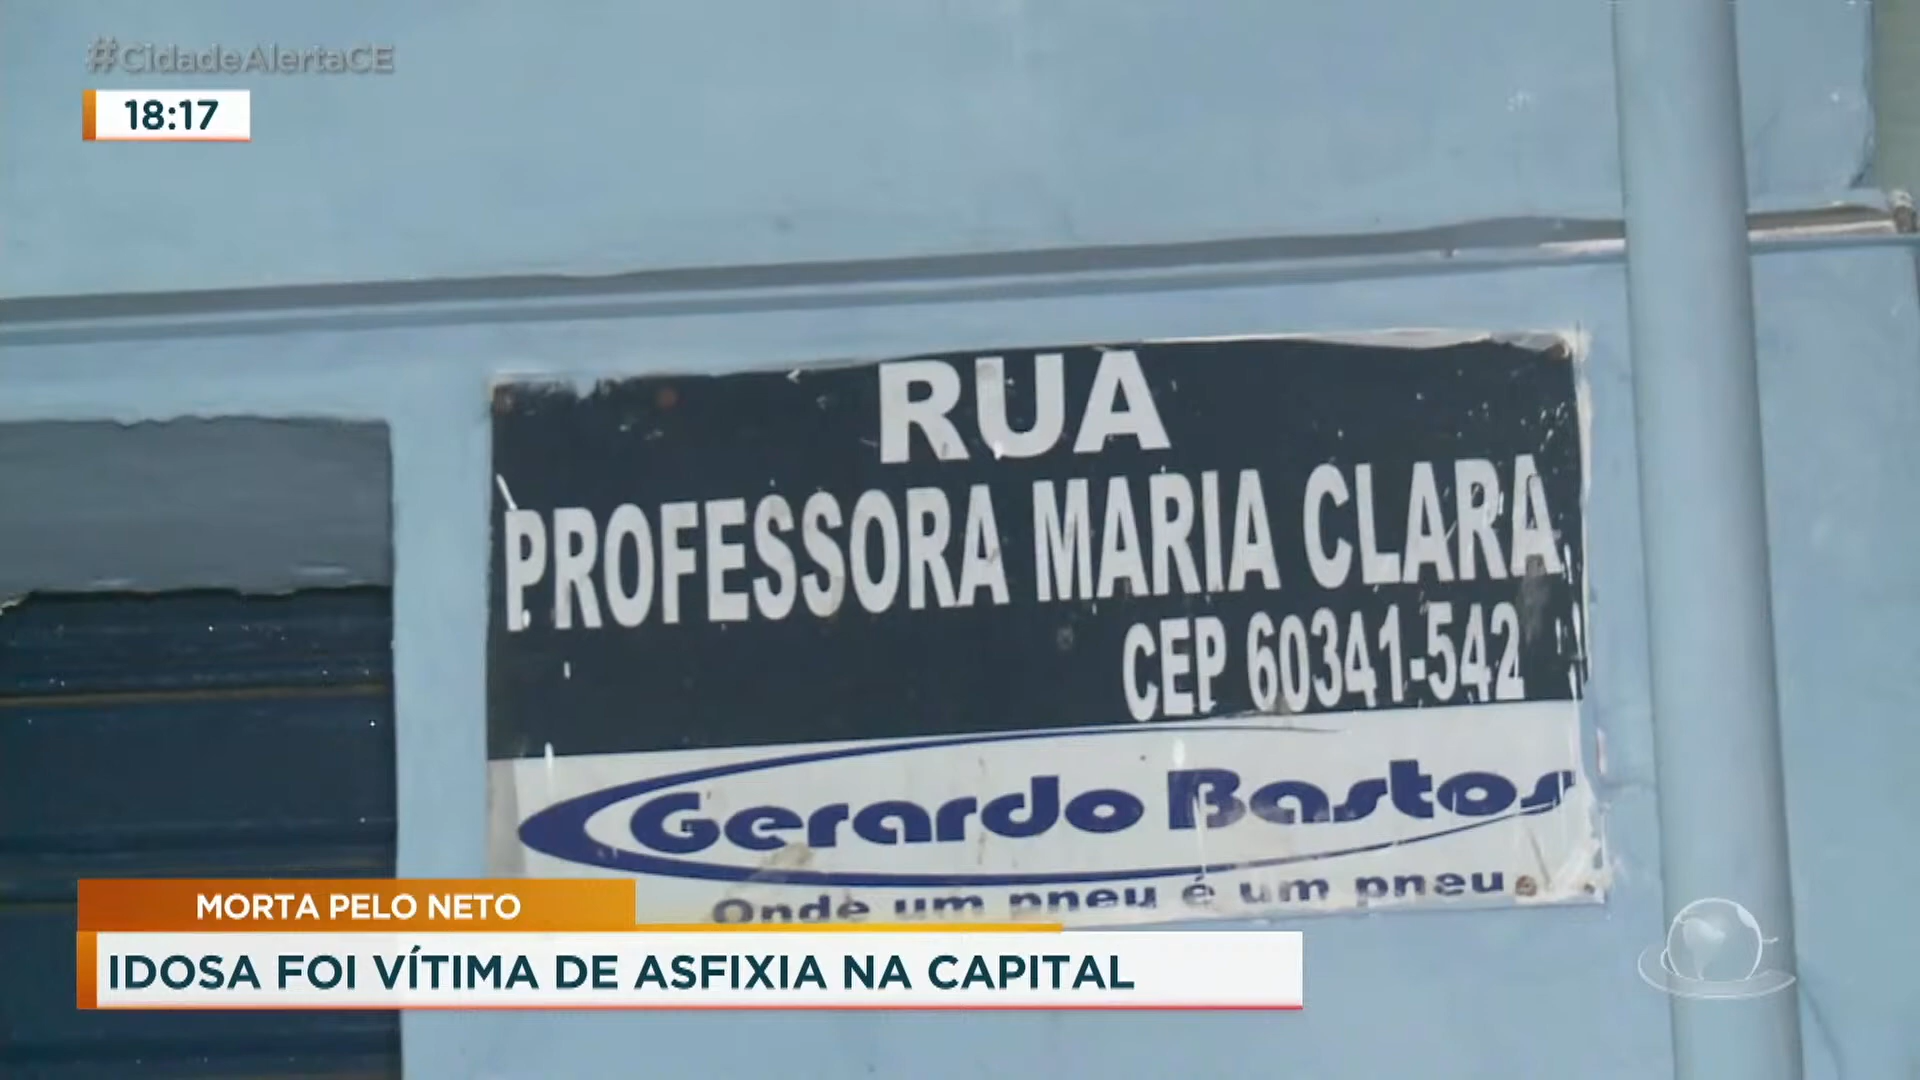 #CidadeAlertaCE
18:17
RUA
PROFESSORA MARIA CLARA
CEP 60341-542
Gerardo Bastos
Onde um pneu é um pneu
MORTA PELO NETO
IDOSA FOI VÍTIMA DE ASFIXIA NA CAPITAL